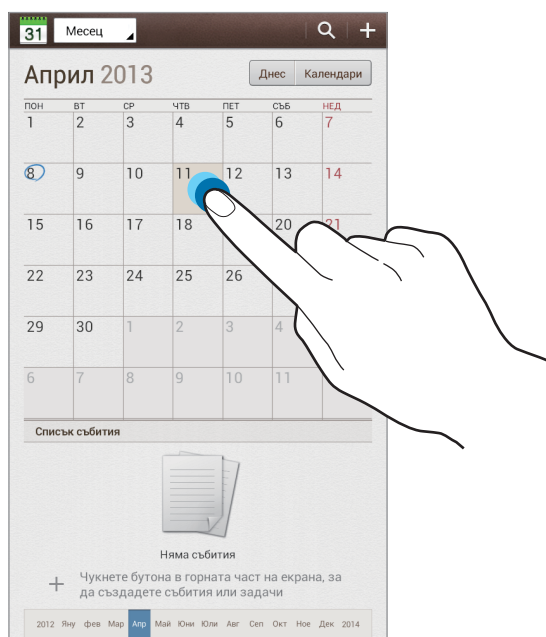 31 Месец
Април 2013 Днес Календари
ПОН ВТ СР ЧТВ ПЕТ СЪБ НЕД
1 2 3 4 5 6 7
8 9 10 11 12 13 14
15 16 17 18 20 21
22 23 24 25 26
29 30 1 2 3 4
6 7 8 9 10 11
Списък събития
Няма събития
Чукнете бутона в горната част на екрана, за
да създадете събития или задачи
2012 Яну фев Мар Апр Май Юни Юли Авг Сеп Окт Ное Дек 2014